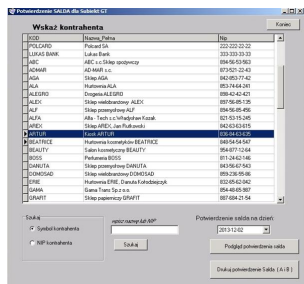 Potwierdzenie SALDA dla Subiekt GT
Wskaż kontrahenta
Koniec
KOD Nazwa_Pełna Nip
POLCARD Polcard SA 222-222-22-22
LUKAS BANK Lukas Bank 333-333-33-33
ABC ABC s.c.Sklep spożywczy 894-56-53-563
ADMAR AD-MAR s.c. 873-521-22-43
AGA Sklep AGA 842-853-77-42
ALA Hurtownia ALA 853-74-64-241
ALEGRO Drogeria ALEGRO 898-42-42-421
ALEX Sklep wielobranżowy ALEX 897-56-85-135
ALF Sklep przemysłowy ALF 894-56-85-456
ALFA Alfa - Tech s.c.Władysław Kozak 821-53-15-245
AREX Sklep AREX, Jan Rutkowski 842-63-63-615
ARTUR Kiosk ARTUR 836-84-63-635
BEATRICE Hurtownia kosmetyków BEATRICE 848-54-54-547
BEAUTY Salon kosmetyczny BEAUTY 954-877-12-64
BOSS Perfumeria BOSS 811-24-62-146
DANUTA Sklep przemysłowy DANUTA 843-56-67-543
DOMOSAD Sklep wielobranżowy DOMOSAD 859-236-95-86
ERIE Hurtownia ERIE, Danuta Kołodziejczyk 832-65-62-042
GAMA Gama Trans Sp.z o.o. 854-48-65-987
GRAFIT Sklep papierniczy GRAFIT 887-684-21-54
Szukaj
Symbol kontrahenta
NIP kontrahenta
wpisz nazwę lub NIP
Szukaj
Potwierdzenie salda na dzień
2013-12-02
Podgląd potwierdzenia salda
Drukuj potwierdzenie Salda ( A i B )